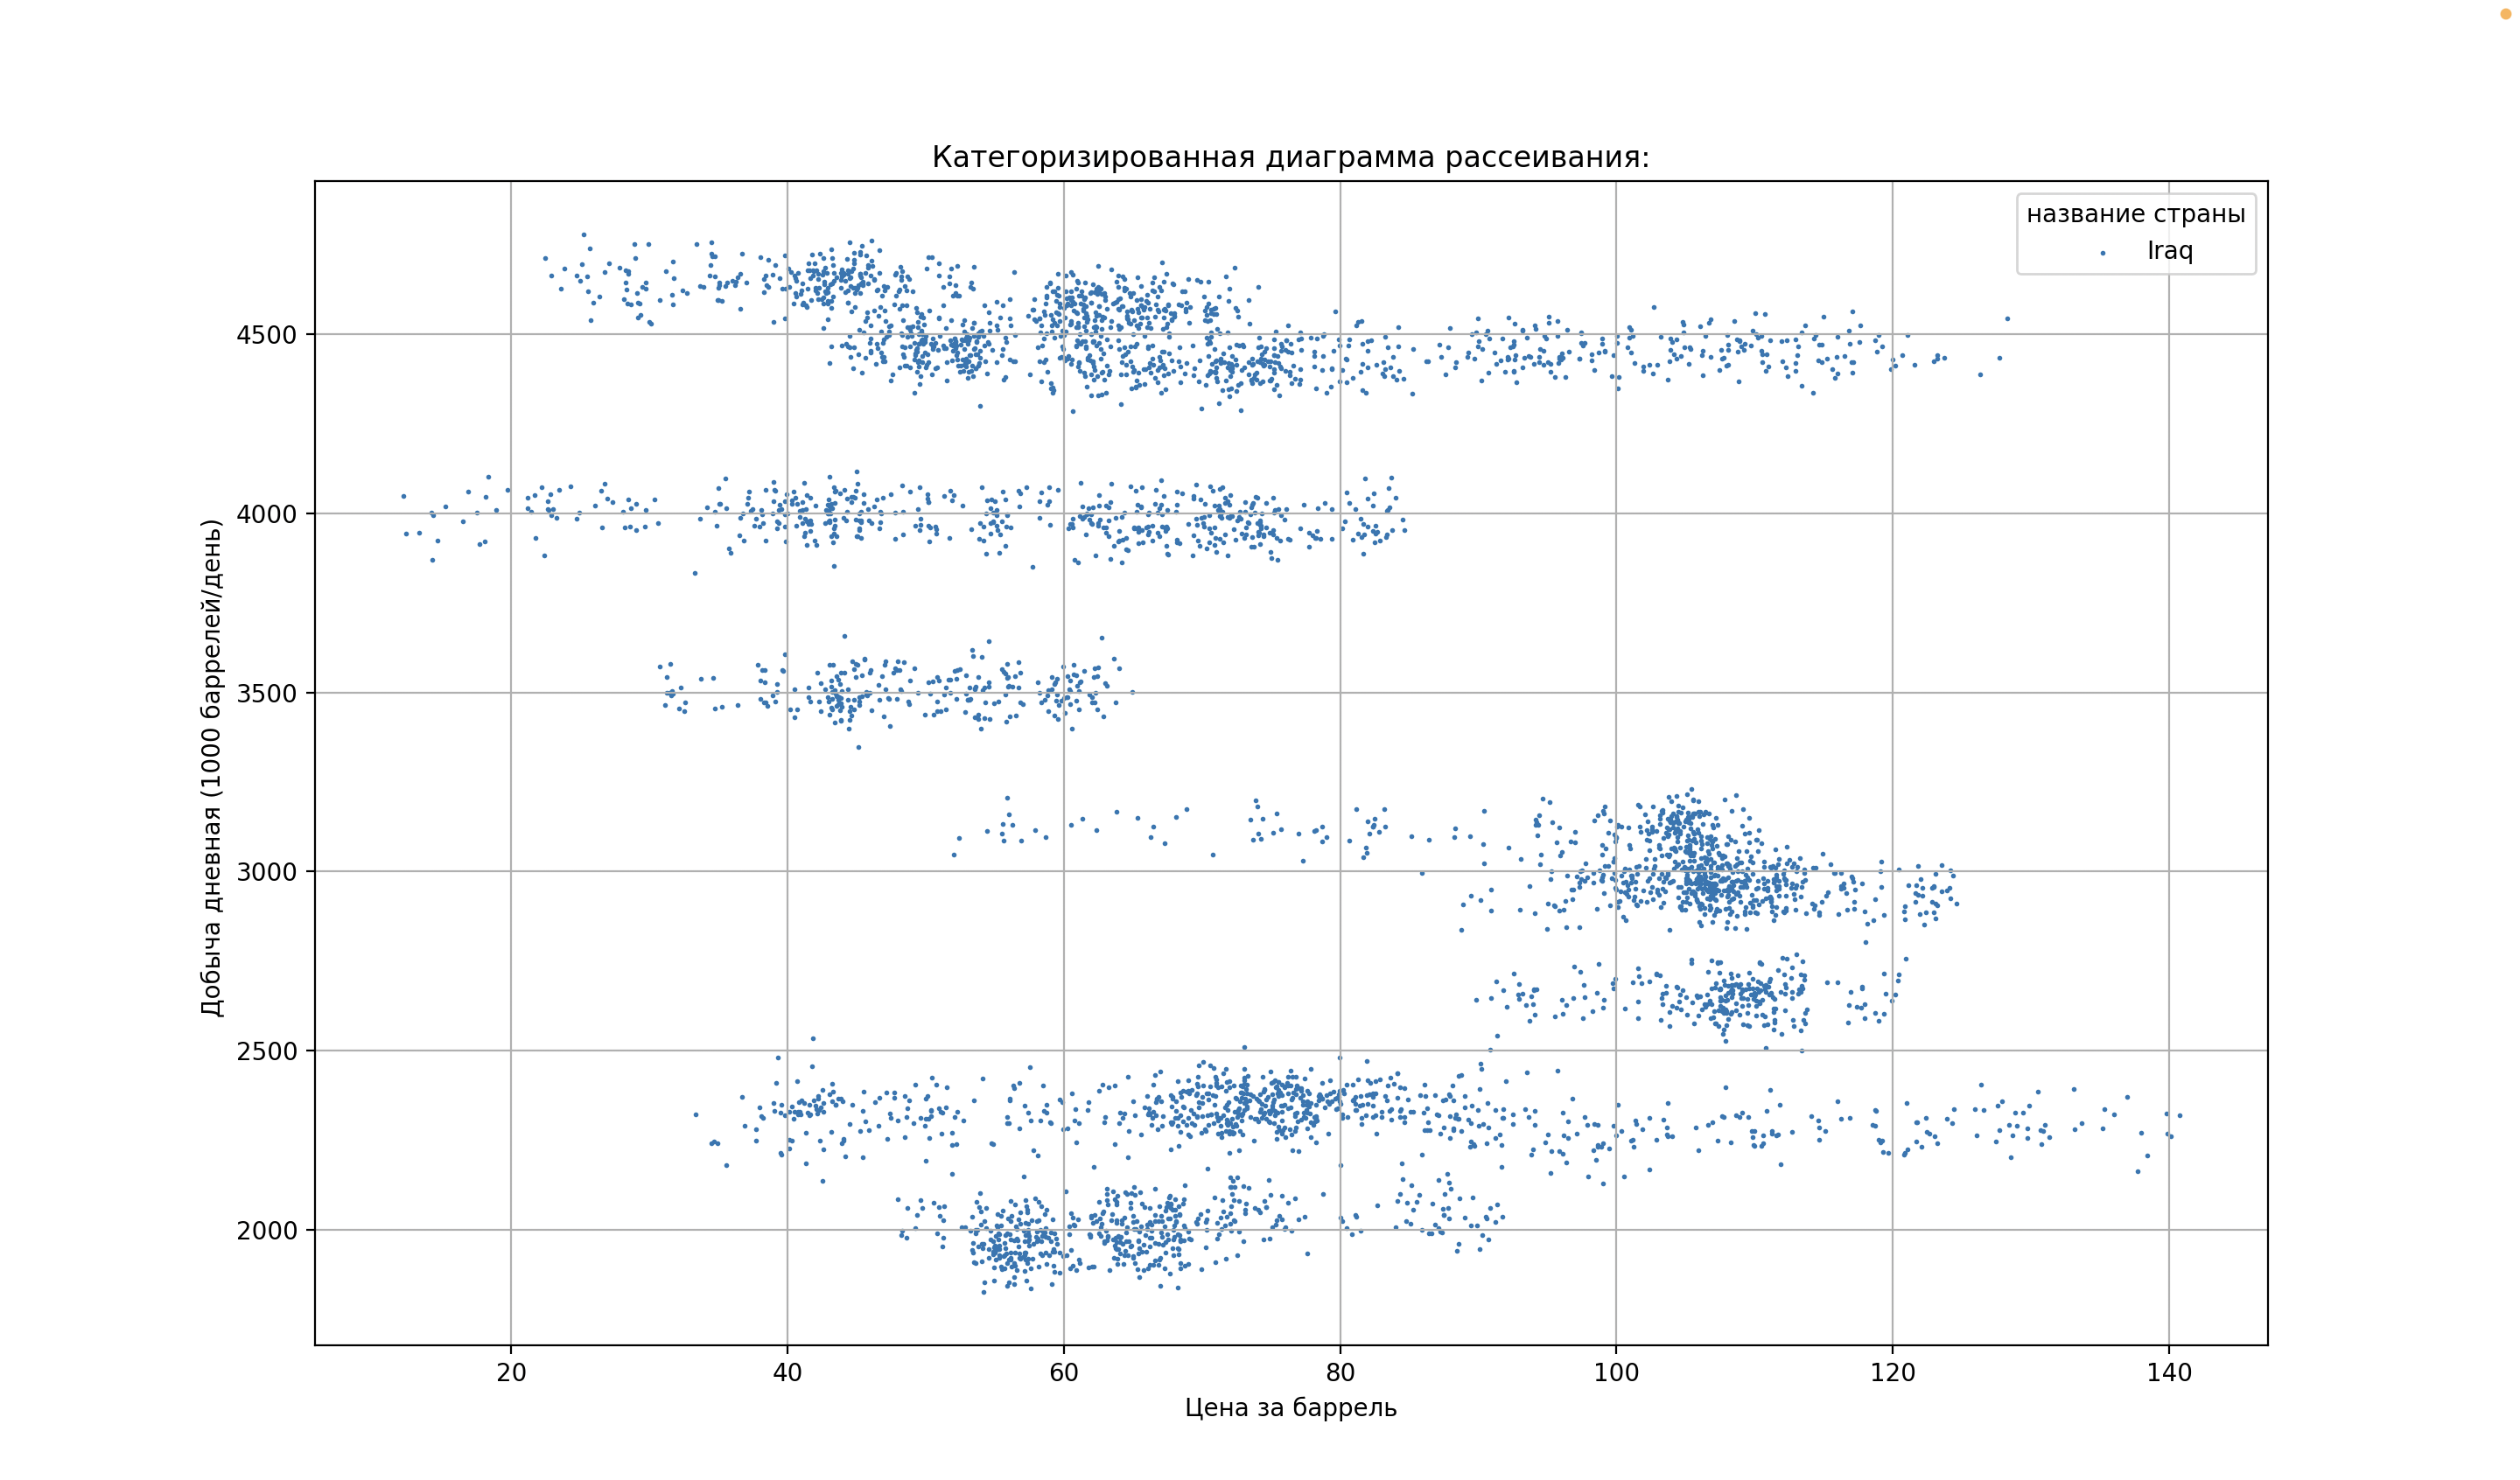 Категоризированная диаграмма рассеивания:
название страны
Iraq
Добыча дневная (1000 баррелей/день)
4500
4000
3500
3000
2500
2000
20 40 60 80 100 120 140
Цена за баррель